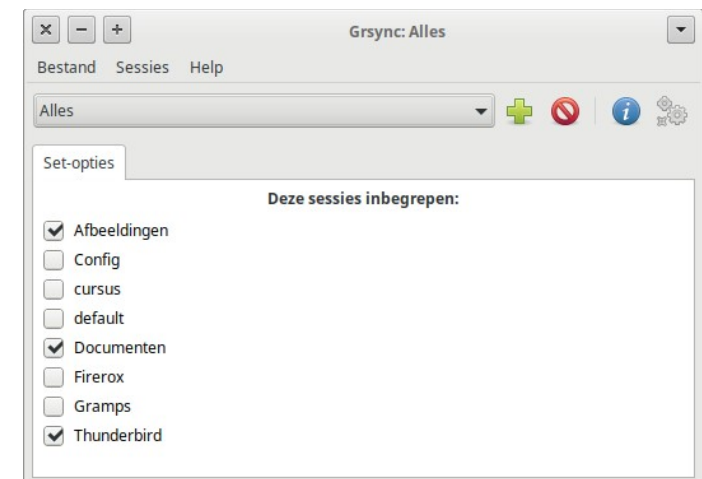 Grsync: Alles
Bestand Sessies Help
Alles
Set-opties
Deze sessies inbegrepen:
Afbeeldingen
Config
cursus
default
Documenten
Firerox
Gramps
Thunderbird